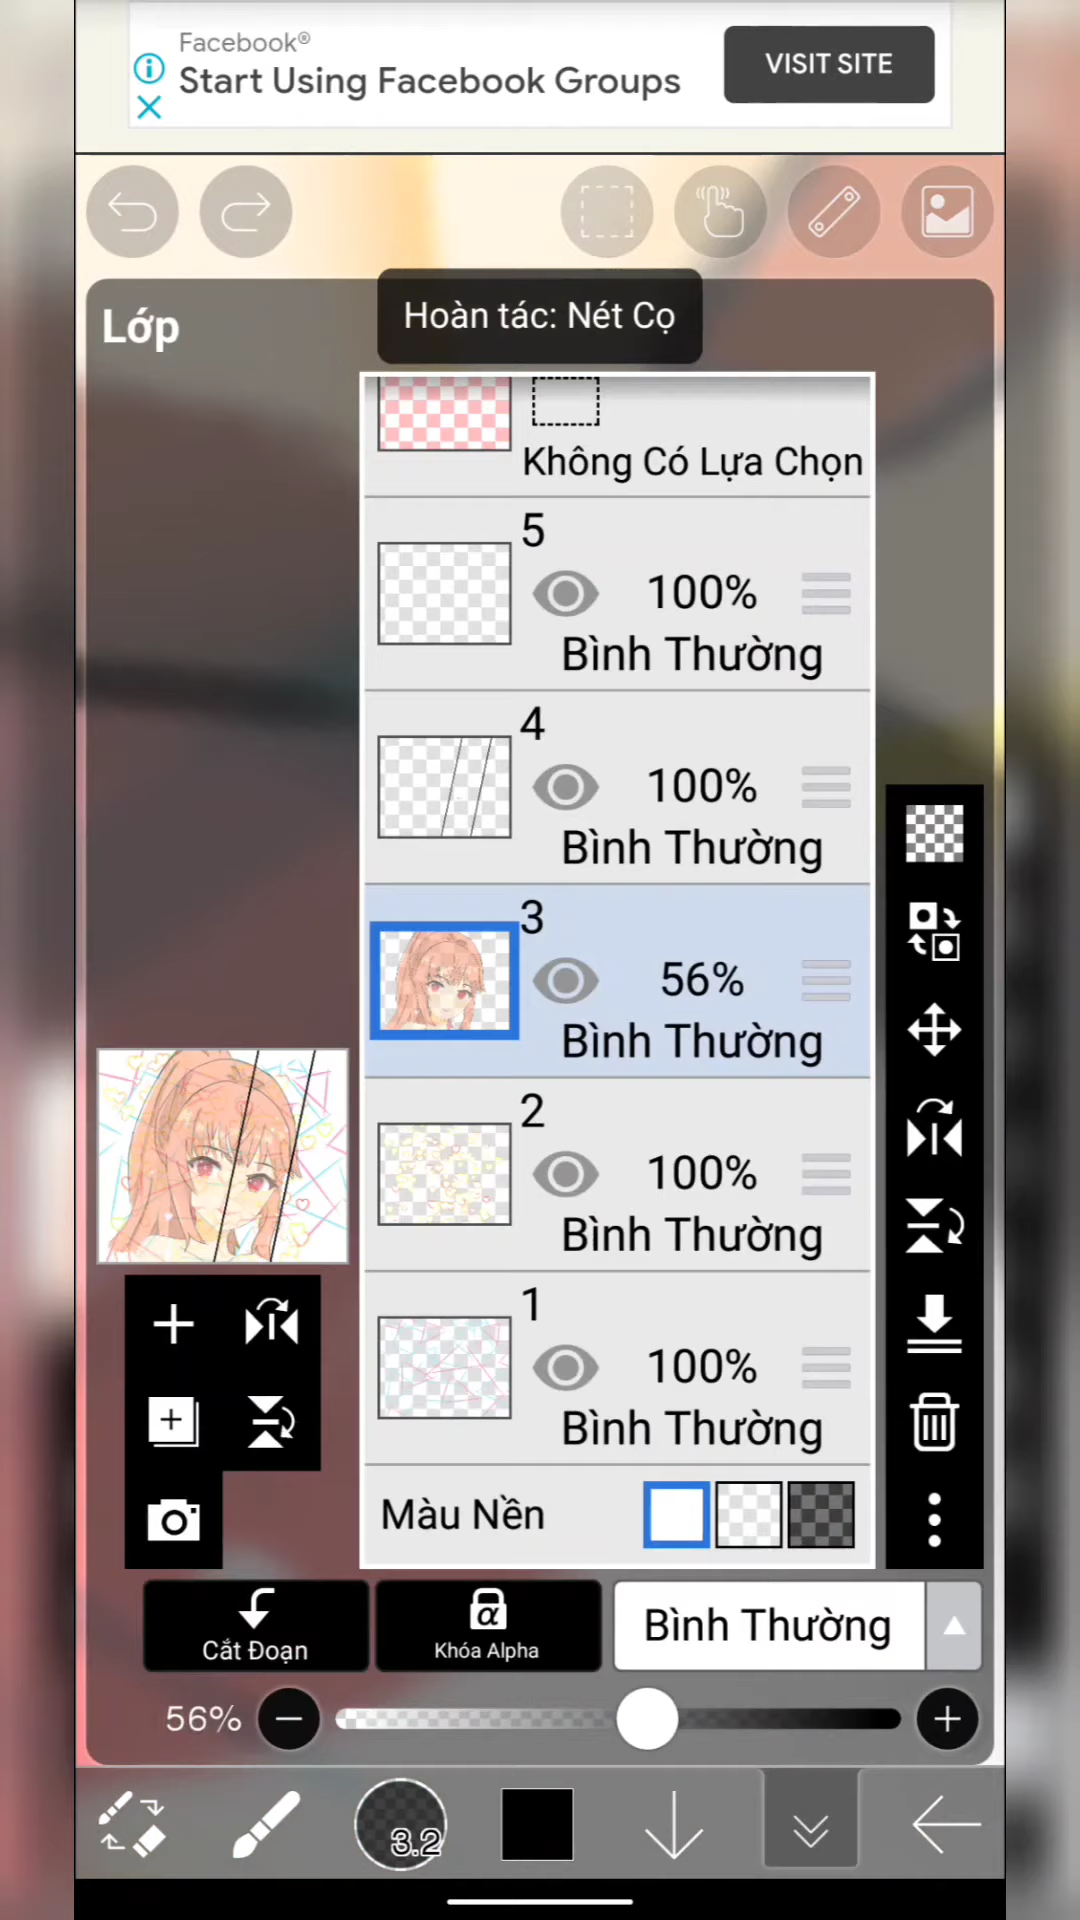 Facebook®
Start Using Facebook Groups
VISIT SITE
Lớp
Hoàn tác: Nét Cọ
Không Có Lựa Chọn
5
100%
Bình Thường
4
100%
Bình Thường
3
56%
Bình Thường
2
100%
Bình Thường
1
100%
Bình Thường
Màu Nền
Cắt Đoạn
α
Khóa Alpha
Bình Thường
56%
3.2